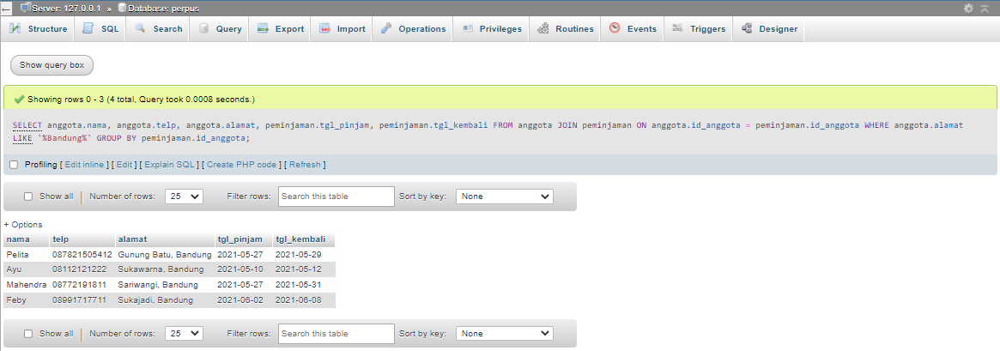 Server: 127.0.0.1 » Database: perpus
Structure SQL Search Query Export Import Operations Privileges Routines Events Triggers Designer
Show query box
Showing rows 0 - 3 (4 total, Query took 0.0008 seconds.)
SELECT anggota.nama, anggota.telp, anggota.alamat, peminjaman.tgl_pinjam, peminjaman.tgl_kembali FROM anggota JOIN peminjaman ON anggota.id_anggota = peminjaman.id_anggota WHERE anggota.alamat
LIKE '%Bandung%' GROUP BY peminjaman.id_anggota;
Profiling [ Edit inline ] [ Edit ] [ Explain SQL ] [ Create PHP code ] [ Refresh ]
Show all Number of rows: 25 Filter rows: Search this table Sort by key: None
+ Options
nama telp alamat tgl_pinjam tgl_kembali
Pelita 087821505412 Gunung Batu, Bandung 2021-05-27 2021-05-29
Ayu 08112121222 Sukawarna, Bandung 2021-05-10 2021-05-12
Mahendra 08772191811 Sariwangi, Bandung 2021-05-27 2021-05-31
Feby 08991717711 Sukajadi, Bandung 2021-06-02 2021-06-08
Show all Number of rows: 25 Filter rows: Search this table Sort by key: None